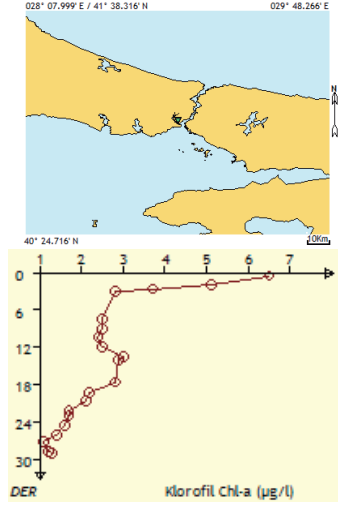 028° 07.999' E / 41° 38.316' N 029° 48.266' E
N
40° 24.716' N 10Km
1 2 3 4 5 6 7
0
6
12
18
24
30
DER Klorofil Chl-a (µg/l)